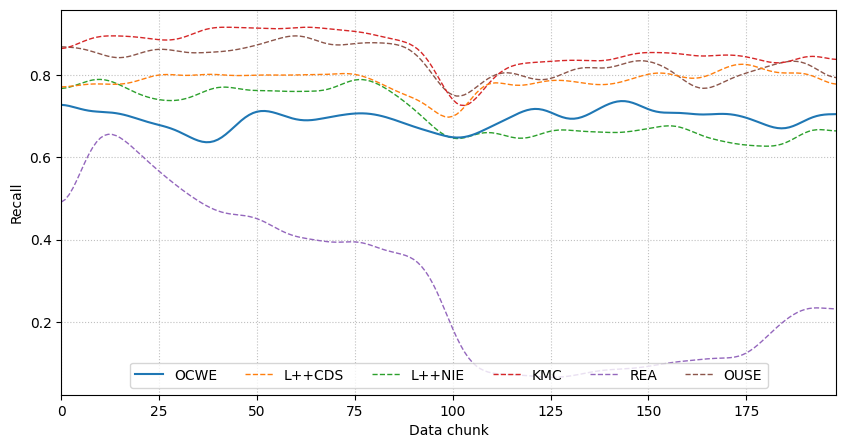 Recall
0.8
0.6
0.4
0.2
OCWE L++CDS L++NIE KMC REA OUSE
0 25 50 75 100 125 150 175
Data chunk